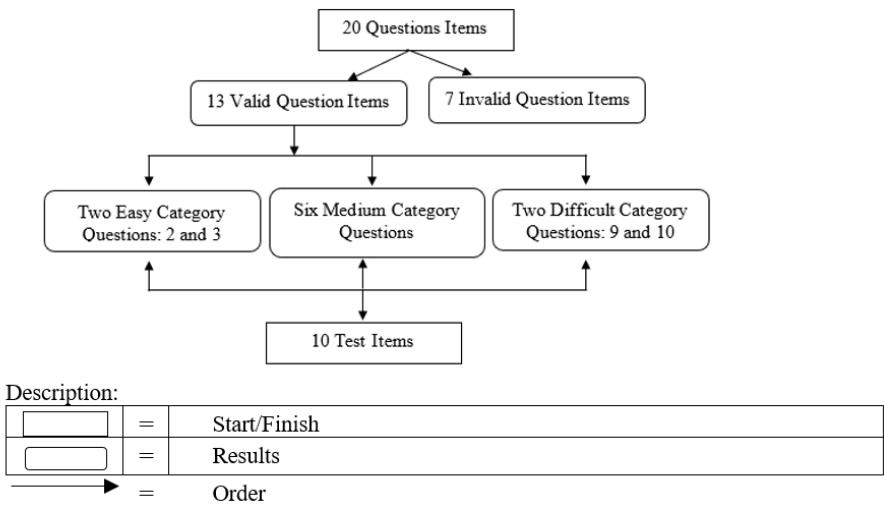 20 Questions Items
13 Valid Question Items
7 Invalid Question Items
Two Easy Category
Questions: 2 and 3
Six Medium Category
Questions
Two Difficult Category
Questions: 9 and 10
10 Test Items
Description:
= Start/Finish
= Results
= Order